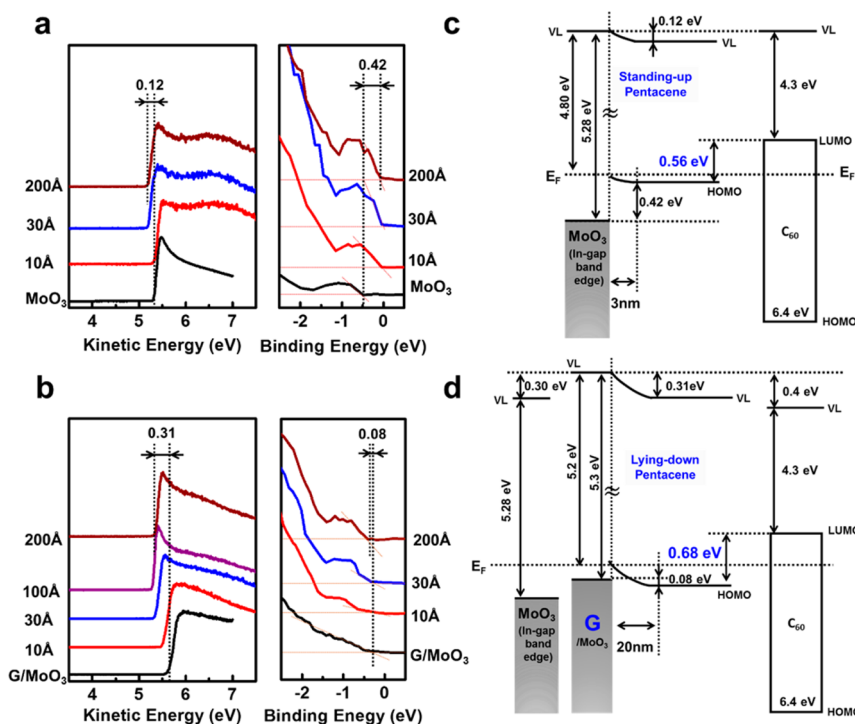 a
0.12
200Å
30Å
10Å
MoO₃
4 5 6 7
Kinetic Energy (eV)
0.42
200Å
30Å
10Å
MoO₃
-2 -1 0
Binding Energy (eV)
b
0.31
200Å
100Å
30Å
10Å
G/MoO₃
4 5 6 7
Kinetic Energy (eV)
0.08
200Å
30Å
10Å
G/MoO₃
-2 -1 0
Binding Energy (eV)
c
0.12 eV
VL
VL
VL
4.80 eV
5.28 eV
Standing-up
Pentacene
≈
4.3 eV
LUMO
0.56 eV
E_F
E_F
HOMO
0.42 eV
MoO₃
(In-gap
band
edge)
3nm
C₆₀
6.4 eV
HOMO
d
VL
0.30 eV
0.31eV
0.4 eV
VL
VL
VL
5.28 eV
5.2 eV
5.3 eV
Lying-down
Pentacene
≈
4.3 eV
LUMO
0.68 eV
E_F
0.08 eV
HOMO
MoO₃
(In-gap
band edge)
G
/MoO₃
20nm
C₆₀
6.4 eV
HOMO